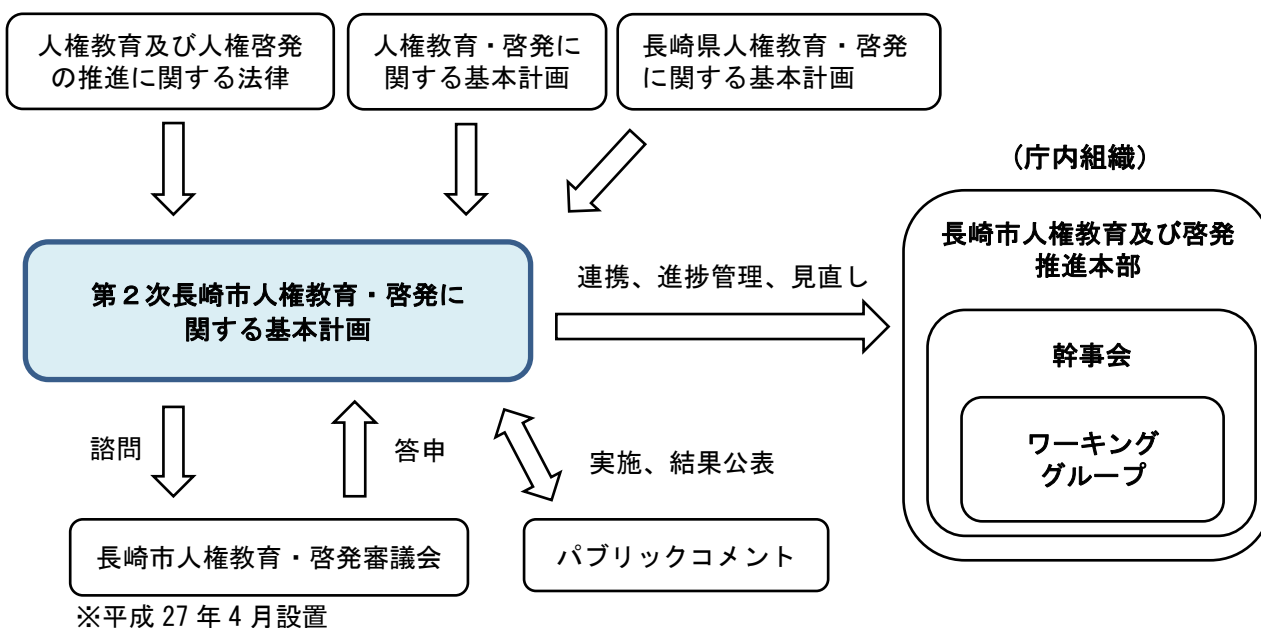 人権教育及び人権啓発
の推進に関する法律
人権教育・啓発に
関する基本計画
長崎県人権教育・啓発
に関する基本計画
（庁内組織）
長崎市人権教育及び啓発
推進本部
第２次長崎市人権教育・啓発に
関する基本計画
連携、進捗管理、見直し
幹事会
ワーキング
グループ
諮問
答申
実施、結果公表
長崎市人権教育・啓発審議会
パブリックコメント
※平成 27 年 4 月設置